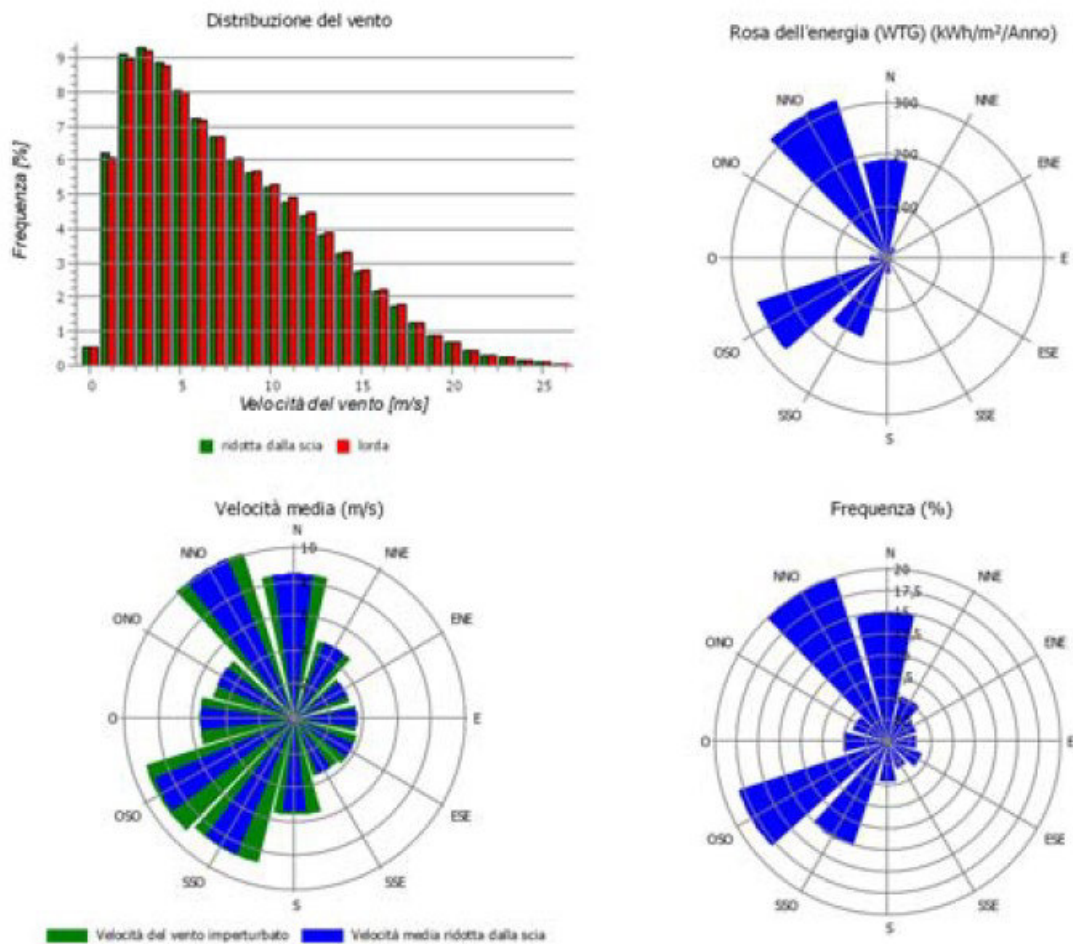 Distribuzione del vento
Frequenza [%]
9
8
7
6
5
4
3
2
1
0
0 5 10 15 20 25
Velocità del vento [m/s]
ridotta dalla scia lorda
Rosa dell'energia (WTG) (kWh/m²/Anno)
N
NNO NNE
300
ONO 200 ENE
100
O E
OSO ESE
SSO SSE
S
Velocità media (m/s)
N
NNO 10 NNE
ONO ENE
O E
OSO ESE
SSO SSE
S
Velocità del vento imperturbato Velocità media ridotta dalla scia
Frequenza (%)
N
NNO 20 NNE
17,5
ONO ENE
O E
OSO ESE
SSO SSE
S